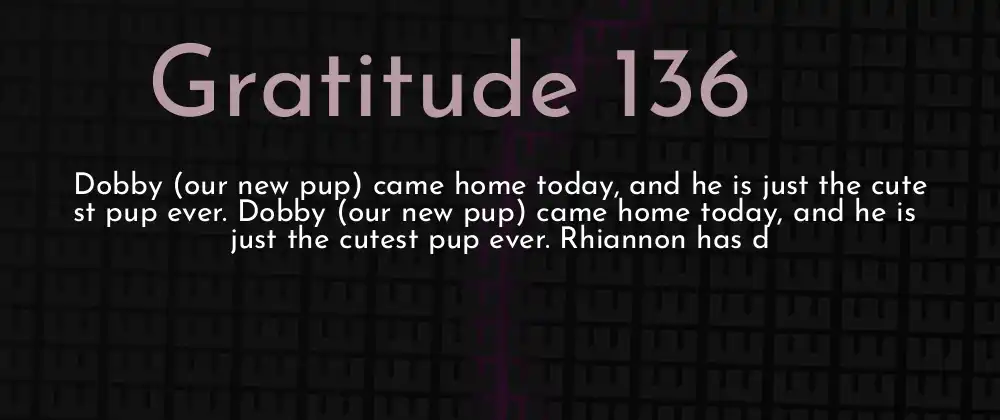 Gratitude 136
Dobby (our new pup) came home today, and he is just the cute
st pup ever. Dobby (our new pup) came home today, and he is
just the cutest pup ever. Rhiannon has d